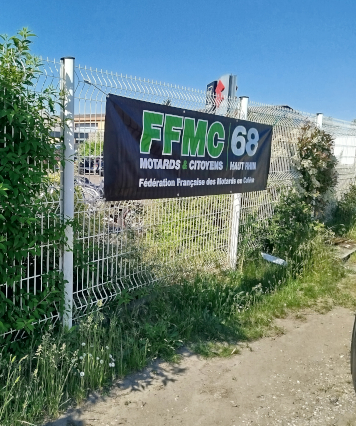 FFMC 68
MOTARDS & CITOYENS HAUT RHIN
Fédération Française des Motards en Colère